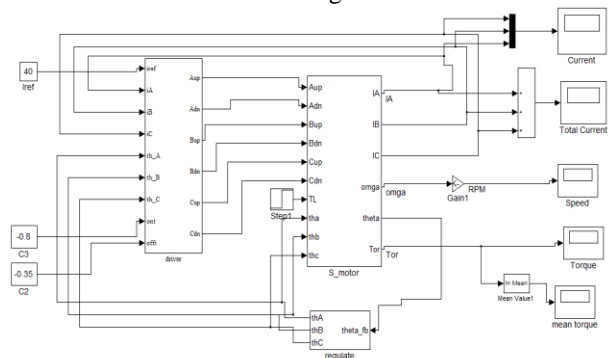 40
Iref
-0.8
C3
-0.35
C2
iref
iA
iB
iC
th_A
th_B
th_C
ont
offt
Aup
Adn
Bup
Bdn
Cup
Cdn
driver
Step1
Aup
Adn
Bup
Bdn
Cup
Cdn
TL
tha
thb
thc
IA
IB
IC
omga
theta
Tor
S_motor
IA
omga
Tor
Gain1
RPM
thA
thB
thC
theta_fb
regulate
+
+
+
Current
Total Current
Speed
Torque
In Mean
Mean Value1
mean torque